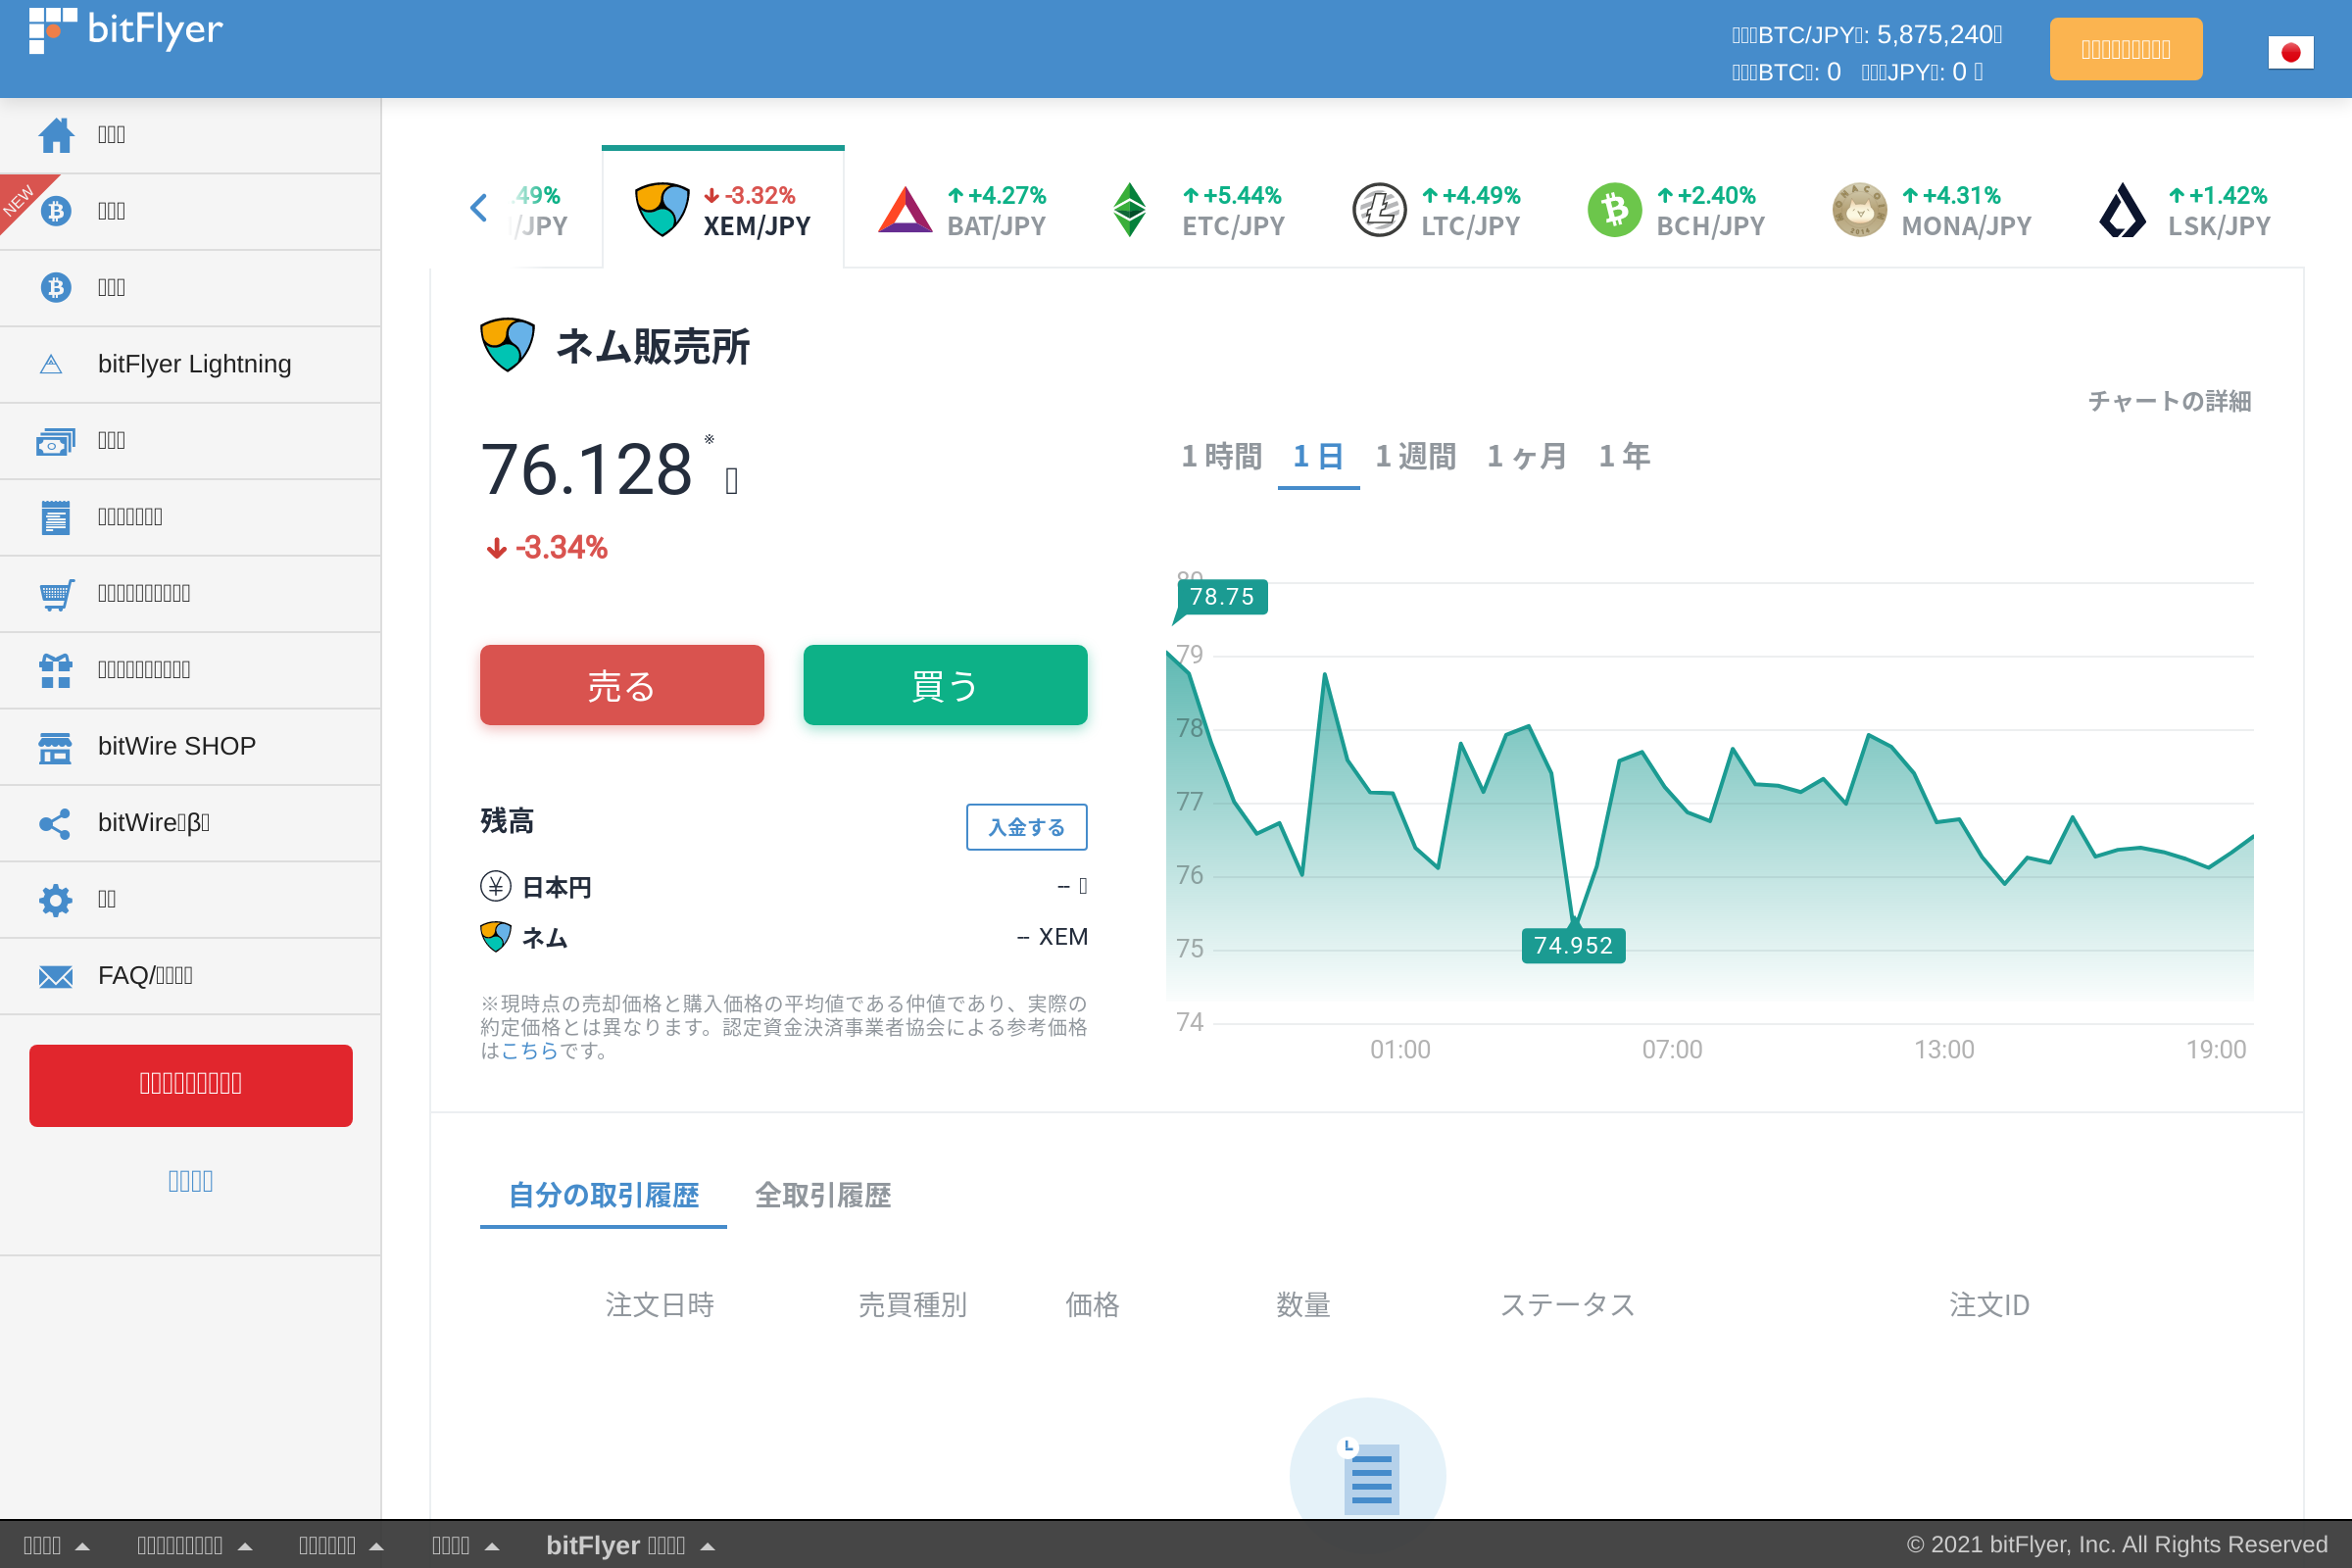 bitFlyer
BTC/JPY : 5,875,240
BTC : 0 JPY : 0
NEW
bitFlyer Lightning
bitWire SHOP
bitWire β
FAQ/
.49%
/JPY
-3.32%
XEM/JPY
+4.27%
BAT/JPY
+5.44%
ETC/JPY
+4.49%
LTC/JPY
+2.40%
BCH/JPY
+4.31%
MONA/JPY
+1.42%
LSK/JPY
ネム販売所
チャートの詳細
76.128 ※
-3.34%
1 時間 1 日 1 週間 1 ヶ月 1 年
売る 買う
残高 入金する
日本円 --
ネム -- XEM
※現時点の売却価格と購入価格の平均値である仲値であり、実際の
約定価格とは異なります。認定資金決済事業者協会による参考価格
はこちらです。
80
78.75
79
78
77
76
75
74.952
74
01:00 07:00 13:00 19:00
自分の取引履歴 全取引履歴
注文日時 売買種別 価格 数量 ステータス 注文ID
bitFlyer
© 2021 bitFlyer, Inc. All Rights Reserved